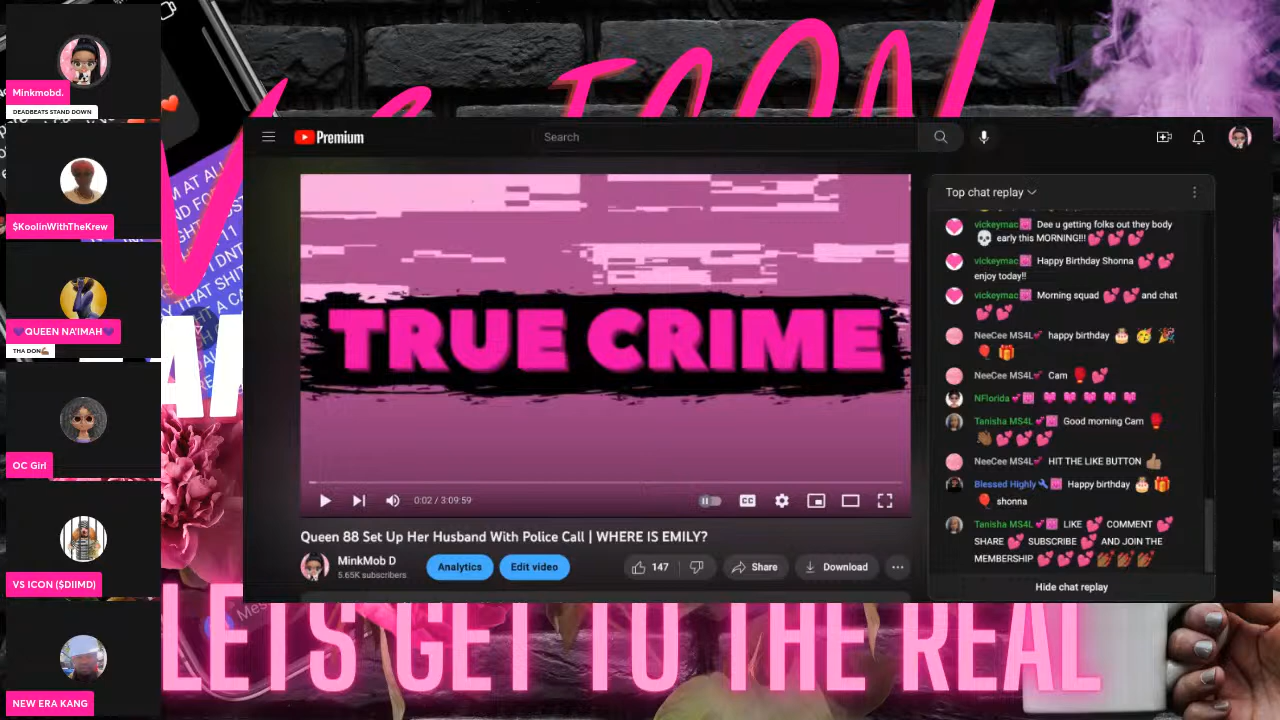 Minkmobd.
DEADBEATS STAND DOWN
$KoolinWithTheKrew
💜QUEEN NA'IMAH💜
THA DON💪🏾
OC Girl
VS ICON ($DIIMD)
NEW ERA KANG
Vs ICON
Premium
Search
TRUE CRIME
0:02 / 3:09:59
CC
Queen 88 Set Up Her Husband With Police Call | WHERE IS EMILY?
MinkMob D
5.65K subscribers
Analytics
Edit video
147
Share
Download
Top chat replay
vickeymac Dee u getting folks out they body
💀 early this MORNING!!! 💕 💕 💕
vickeymac Happy Birthday Shonna 💕 💕
enjoy today!!
vickeymac Morning squad 💕 💕 and chat
💕 💕
NeeCee MS4L💕 happy birthday 🎂 🥳 🎉
🎈 🎁
NeeCee MS4L💕 Cam 🌹 💕
NFlorida 💕
Tanisha MS4L 💕 Good morning Cam 🌹
👏🏾 💕 💕 💕
NeeCee MS4L💕 HIT THE LIKE BUTTON 👍🏽
Blessed Highly 🔧 Happy birthday 🎂 🎁
🎈 shonna
Tanisha MS4L 💕 LIKE 💕 COMMENT 💕
SHARE 💕 SUBSCRIBE 💕 AND JOIN THE
MEMBERSHIP 💕 💕 💕
Hide chat replay
LETS GET TO THE REAL